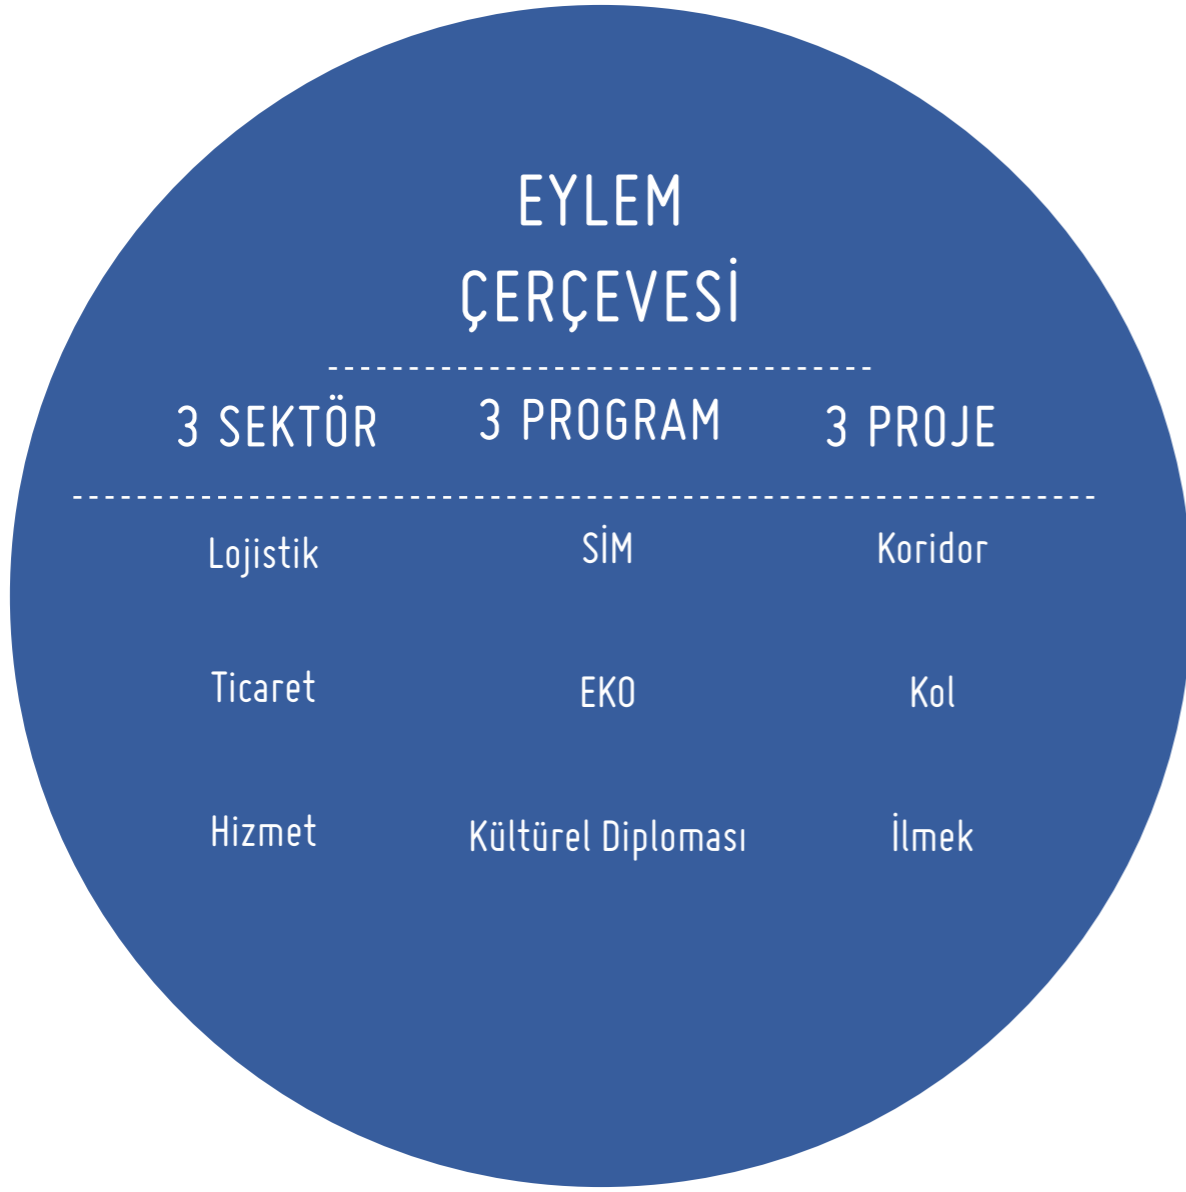 EYLEM
ÇERÇEVESİ
3 SEKTÖR 3 PROGRAM 3 PROJE
Lojistik SİM Koridor
Ticaret EKO Kol
Hizmet Kültürel Diploması İlmek